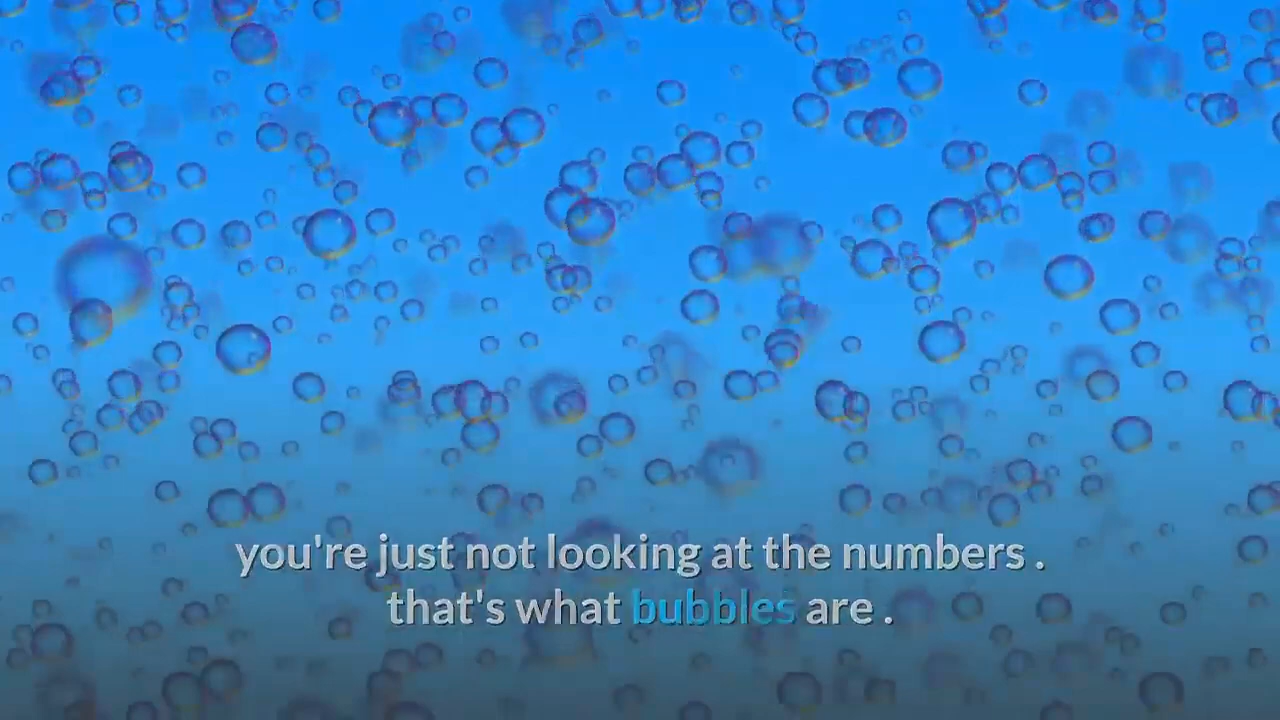 you're just not looking at the numbers .
that's what bubbles are .